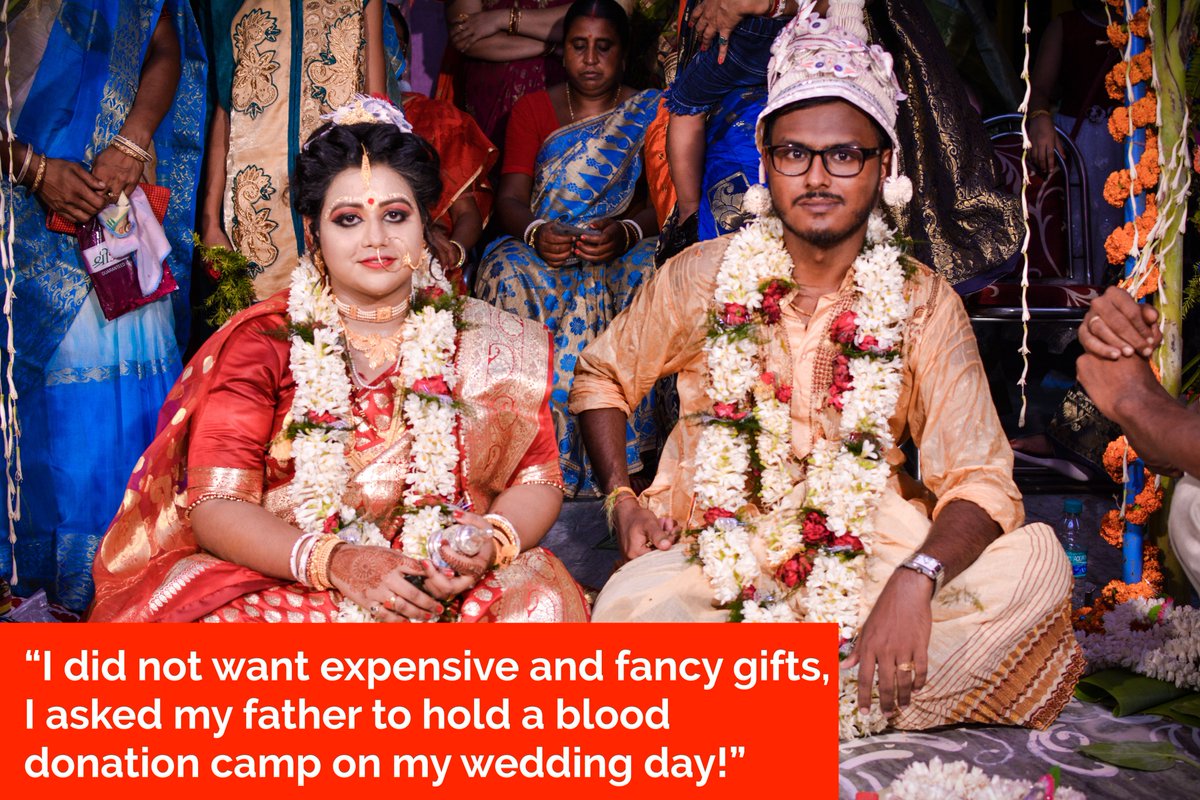 “I did not want expensive and fancy gifts,
I asked my father to hold a blood
donation camp on my wedding day!”